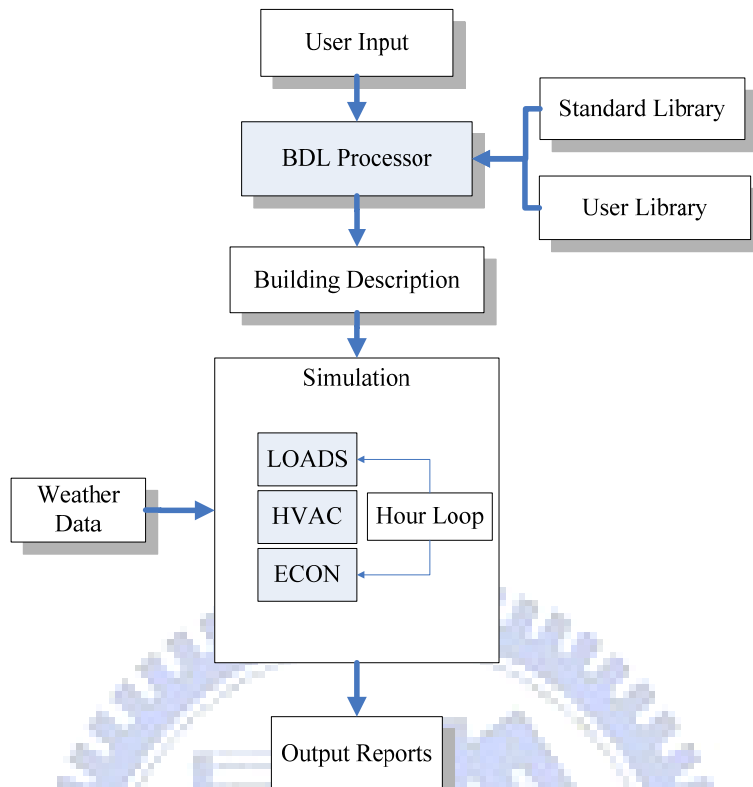 User Input
Standard Library
BDL Processor
User Library
Building Description
Simulation
LOADS
Weather
Data
HVAC
Hour Loop
ECON
Output Reports